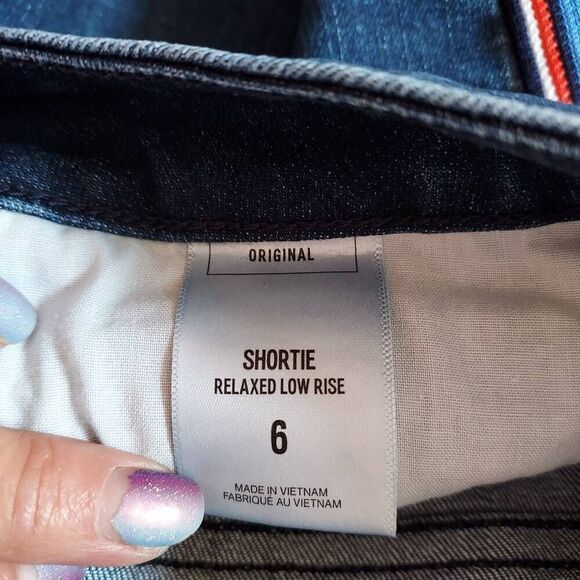 ORIGINAL
SHORTIE
RELAXED LOW RISE
6
MADE IN VIETNAM
FABRIQUÉ AU VIETNAM